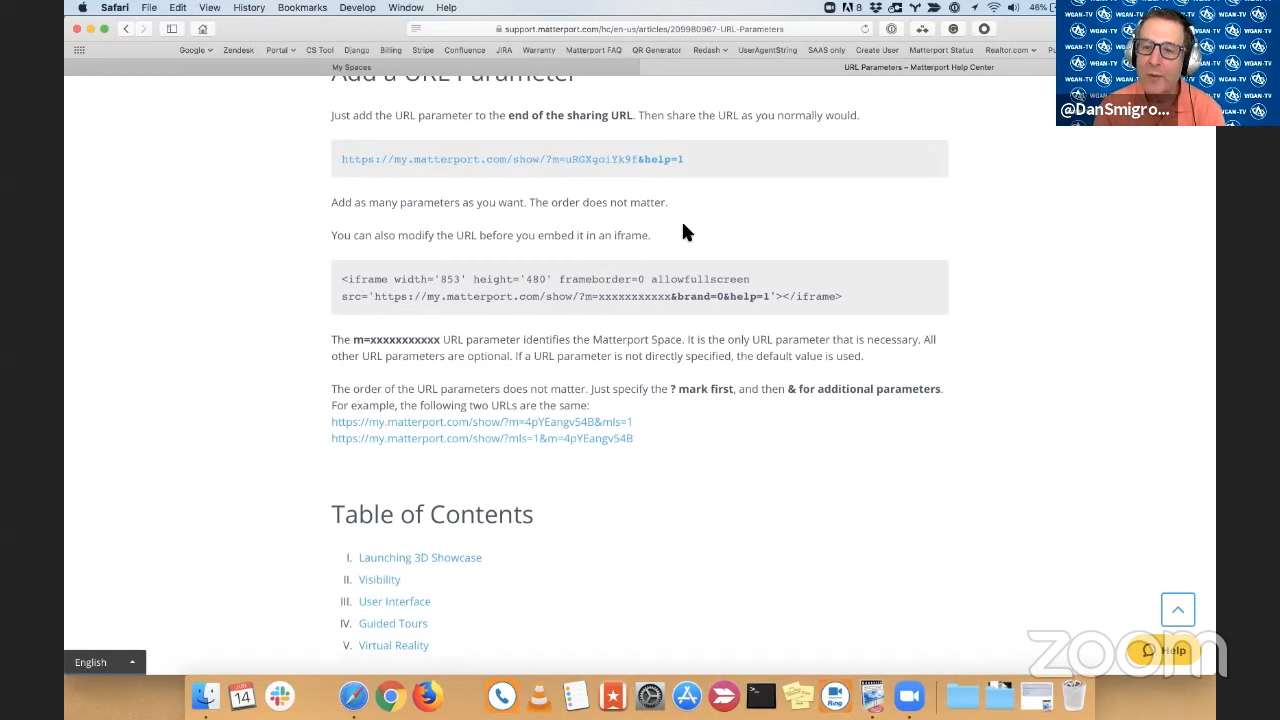 Safari File Edit View History Bookmarks Develop Window Help
8 46%
support.matterport.com/hc/en-us/articles/209980967-URL-Parameters
Google Zendesk Portal CS Tool Django Billing Stripe Confluence JIRA Warranty Matterport FAQ QR Generator Redash UserAgentString SAAS only Create User Matterport Status Realtor.com
My Spaces URL Parameters – Matterport Help Center
WGAN-TV
@DanSmigro...
Add a URL Parameter
Just add the URL parameter to the end of the sharing URL. Then share the URL as you normally would.
https://my.matterport.com/show/?m=uRGXgoiYk9f&help=1
Add as many parameters as you want. The order does not matter.
You can also modify the URL before you embed it in an iframe.
<iframe width='853' height='480' frameborder=0 allowfullscreen
src='https://my.matterport.com/show/?m=xxxxxxxxxxx&brand=0&help=1'></iframe>
The m=xxxxxxxxxxx URL parameter identifies the Matterport Space. It is the only URL parameter that is necessary. All
other URL parameters are optional. If a URL parameter is not directly specified, the default value is used.
The order of the URL parameters does not matter. Just specify the ? mark first, and then & for additional parameters.
For example, the following two URLs are the same:
https://my.matterport.com/show/?m=4pYEangv54B&mls=1
https://my.matterport.com/show/?mls=1&m=4pYEangv54B
Table of Contents
I. Launching 3D Showcase
II. Visibility
III. User Interface
IV. Guided Tours
V. Virtual Reality
Help
zoom
English
JUN
14
Ring